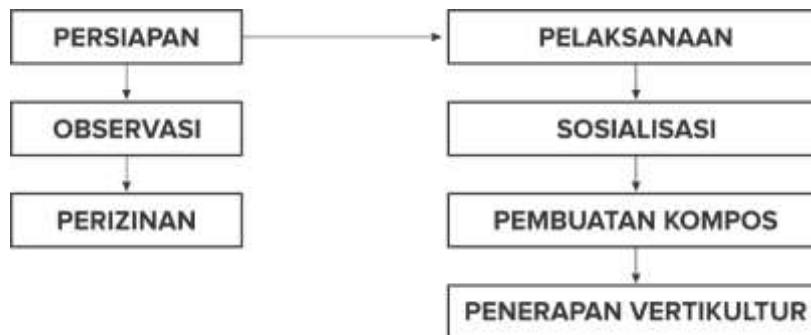 PERSIAPAN
OBSERVASI
PERIZINAN
PELAKSANAAN
SOSIALISASI
PEMBUATAN KOMPOS
PENERAPAN VERTIKULTUR